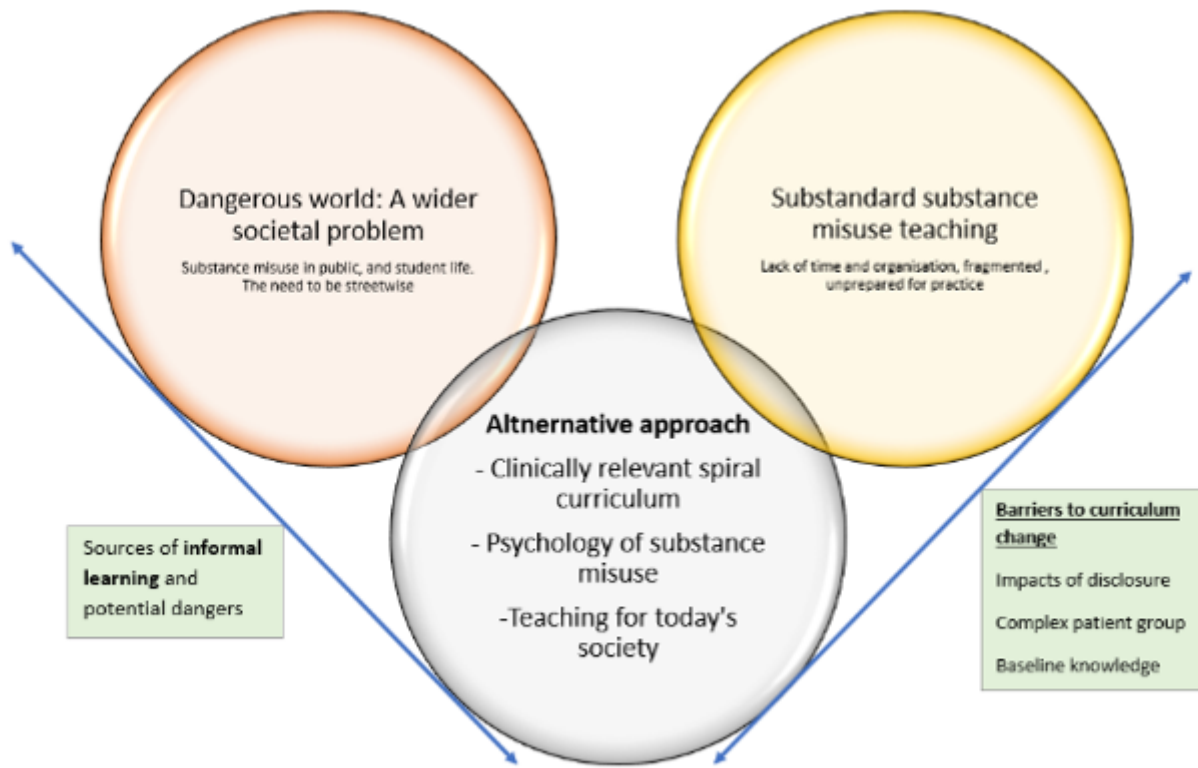 Dangerous world: A wider
societal problem
Substance misuse in public, and student life.
The need to be streetwise
Substandard substance
misuse teaching
Lack of time and organisation, fragmented ,
unprepared for practice
Altnernative approach
- Clinically relevant spiral
curriculum
- Psychology of substance
misuse
-Teaching for today's
society
Sources of informal
learning and
potential dangers
Barriers to curriculum
change
Impacts of disclosure
Complex patient group
Baseline knowledge